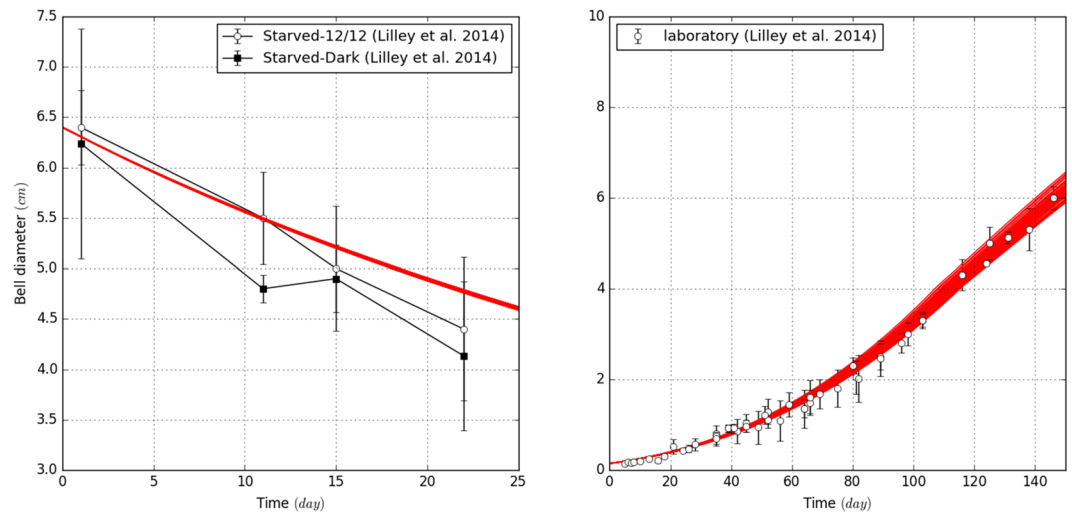 7.5
7.0
6.5
6.0
5.5
5.0
4.5
4.0
3.5
3.0
Bell diameter (cm)
0 5 10 15 20 25
Time (day)
Starved-12/12 (Lilley et al. 2014)
Starved-Dark (Lilley et al. 2014)
10
8
6
4
2
0
0 20 40 60 80 100 120 140
Time (day)
laboratory (Lilley et al. 2014)